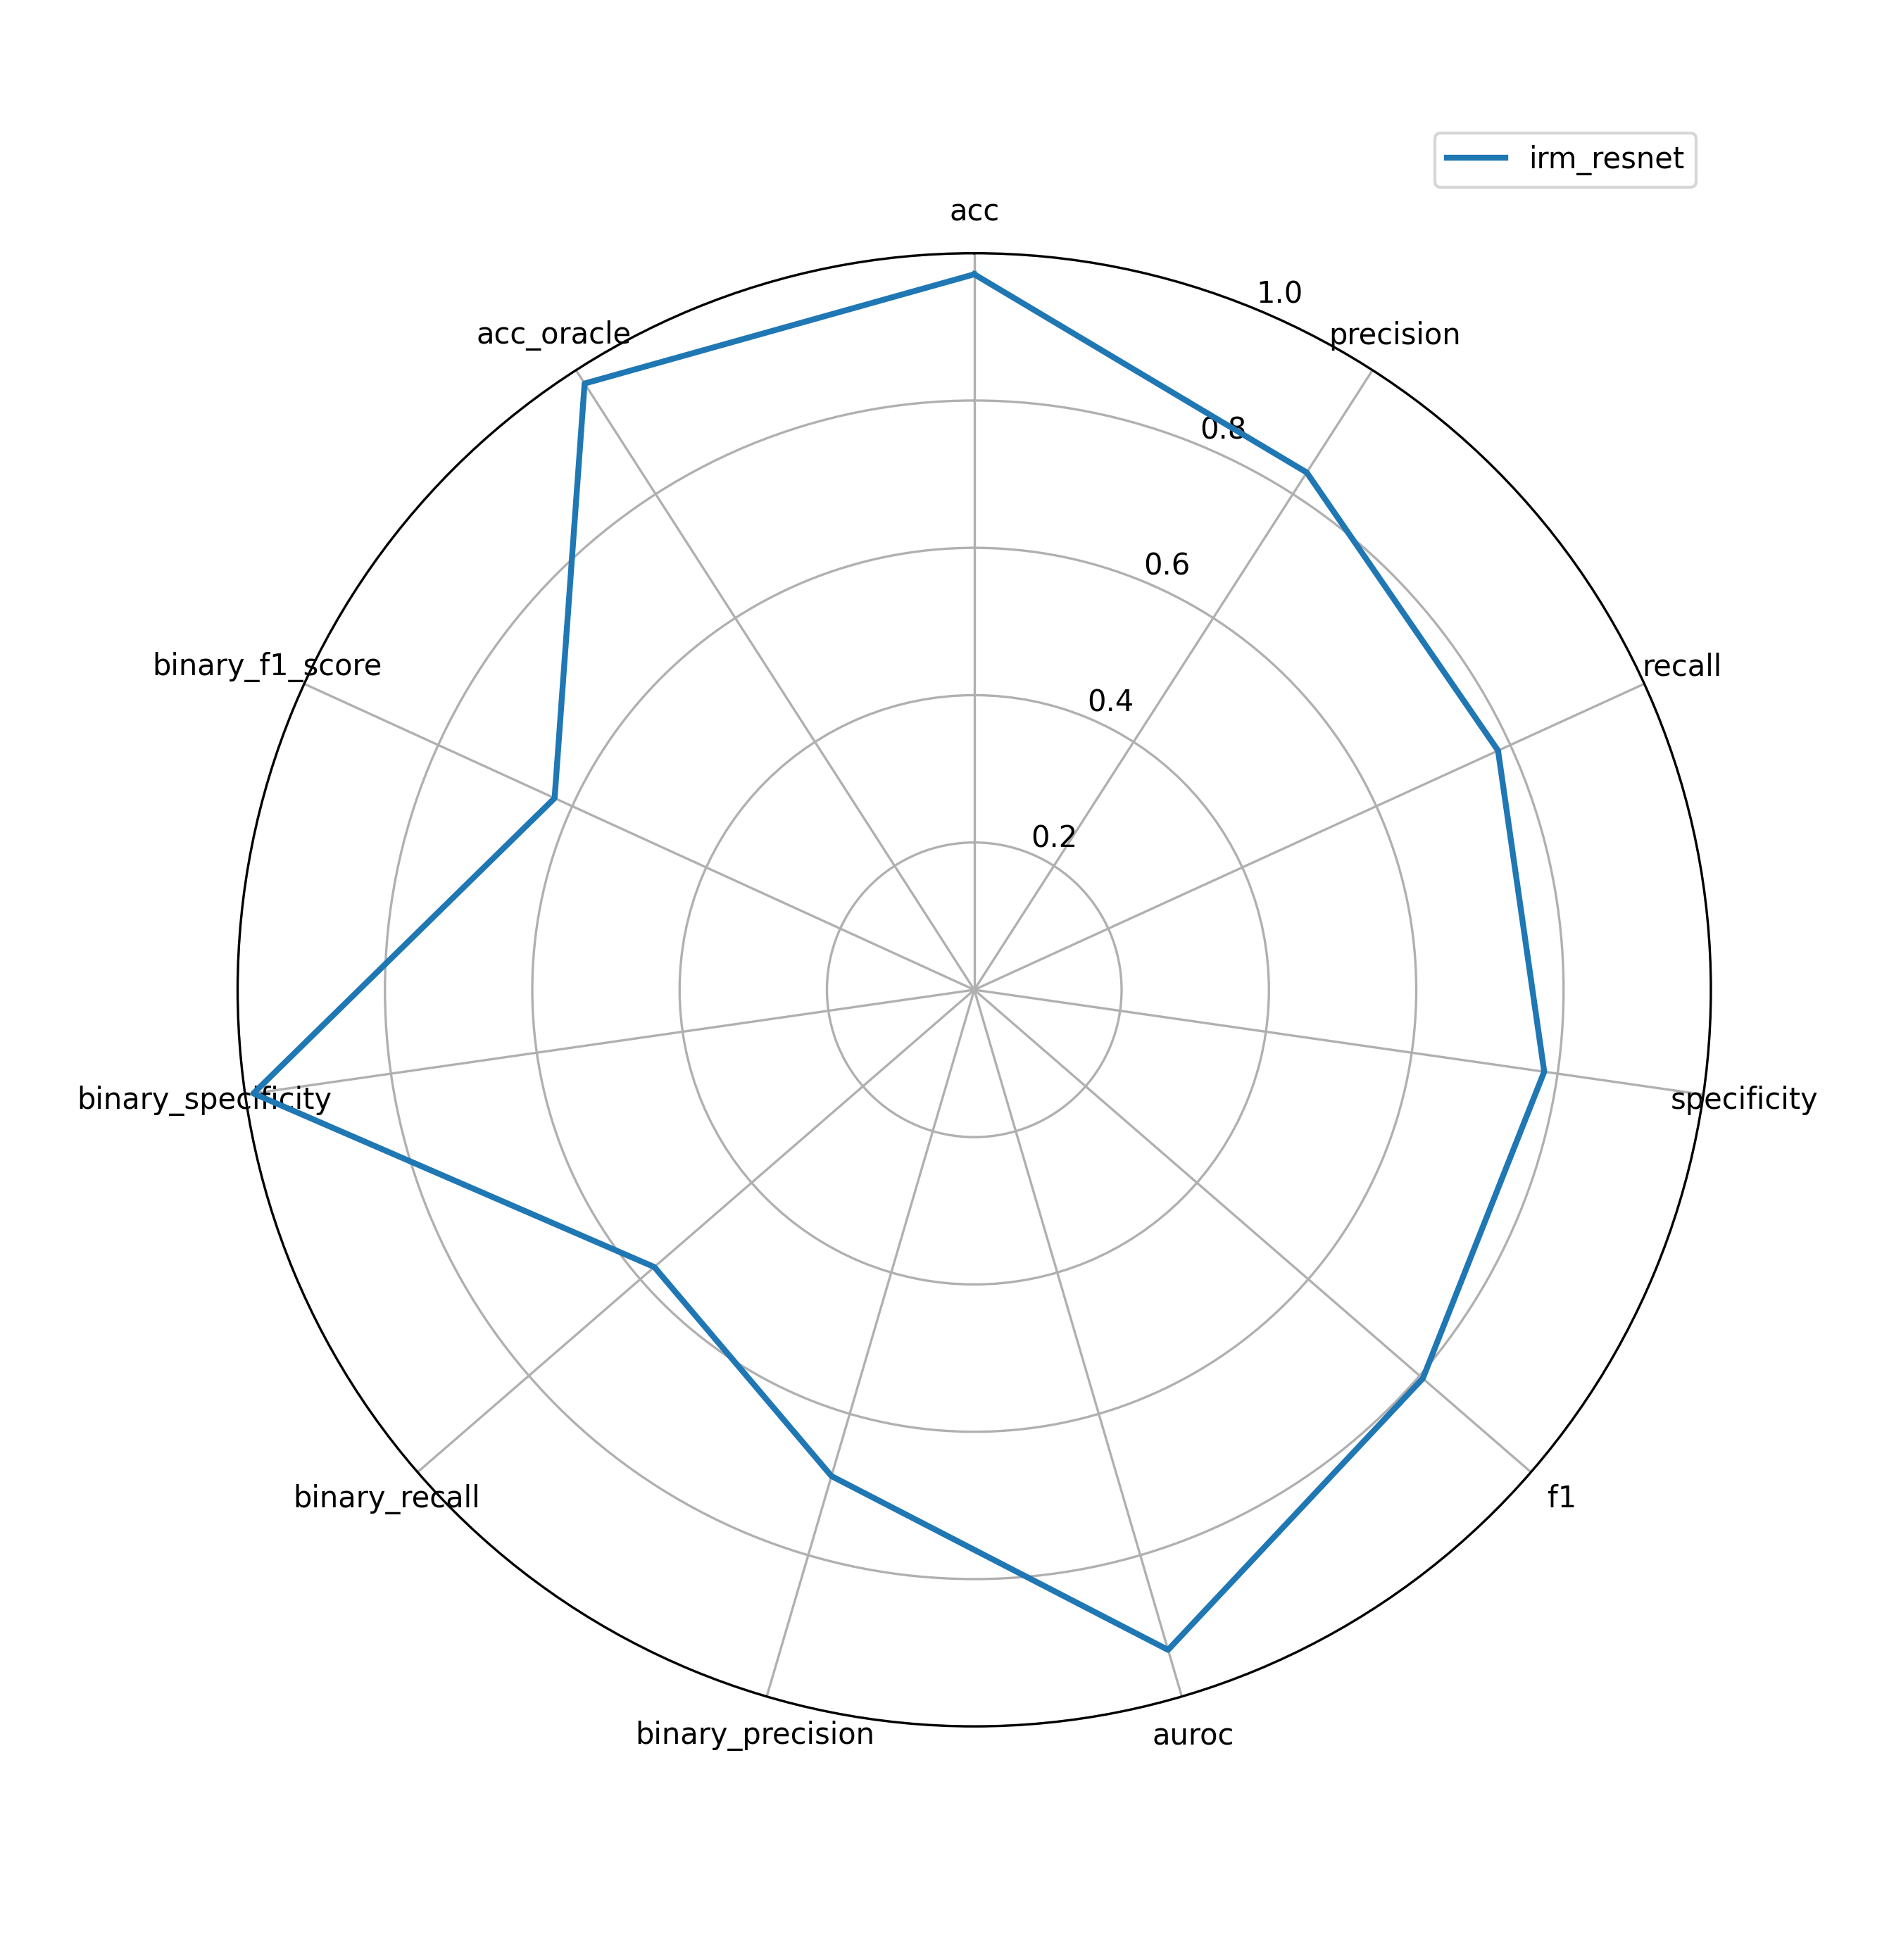 irm_resnet
acc
1.0
acc_oracle
precision
0.8
0.6
binary_f1_score
recall
0.4
0.2
binary_specificity
specificity
binary_recall
f1
binary_precision
auroc